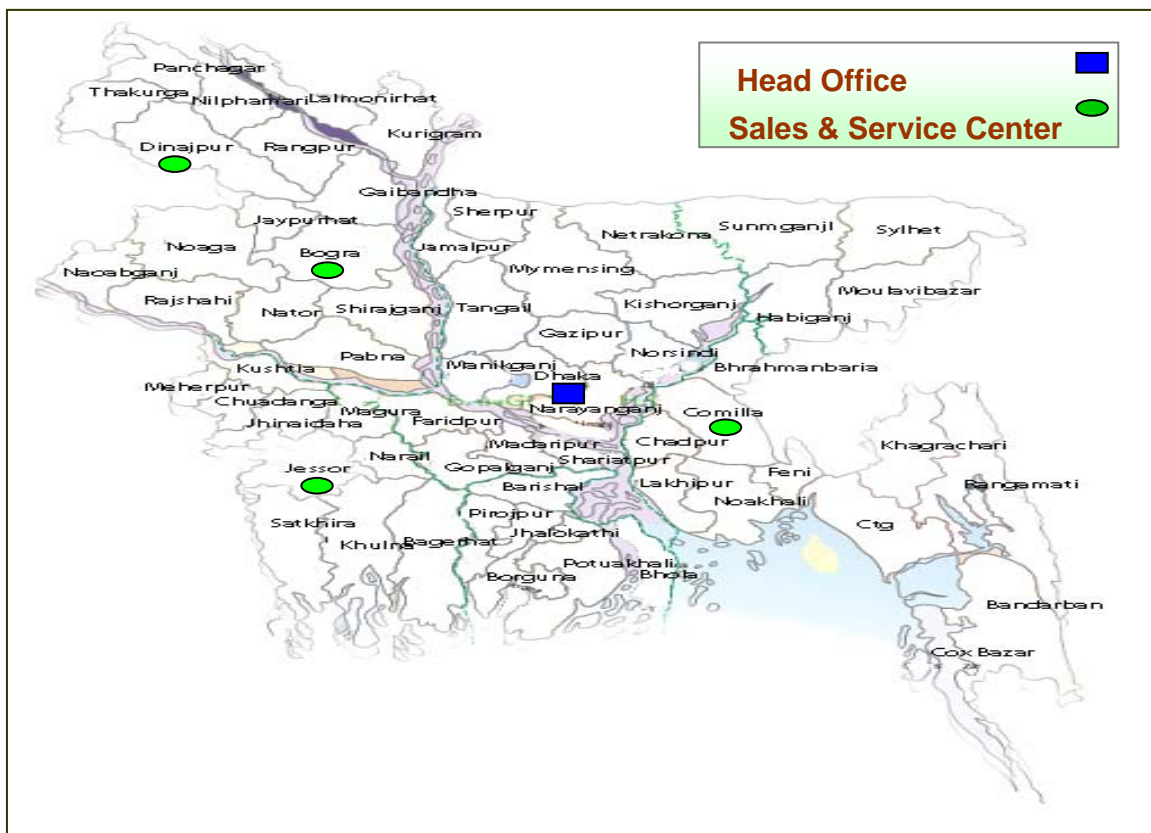 Head Office
Sales & Service Center
Panchagar
Thakurga
Nilphamari
Lalmonirhat
Kurigram
Dinajpur
Rangpur
Gaibandha
Sherpur
Jaypurhat
Netrakona
Sunmganjl
Sylhet
Noaga
Bogra
Jamalpur
Mymensing
Naoabganj
Rajshahi
Nator
Shirajganj
Tangail
Kishorganj
Moulavibazar
Habiganj
Gazipur
Pabna
Manikganj
Norsindi
Kushtia
Dhaka
Bhrahmanbaria
Meherpur
Chuadanga
Magura
Faridpur
Narayanganj
Comilla
Jhinaidaha
Madaripur
Chadpur
Khagrachari
Narail
Jessor
Gopalganj
Shariatpur
Feni
Barishal
Lakhipur
Noakhali
Rangamati
Satkhira
Pirojpur
Khulna
Bagerhat
Jhalokathi
Ctg
Potuakhali
Borguna
Bhola
Bandarban
Cox Bazar